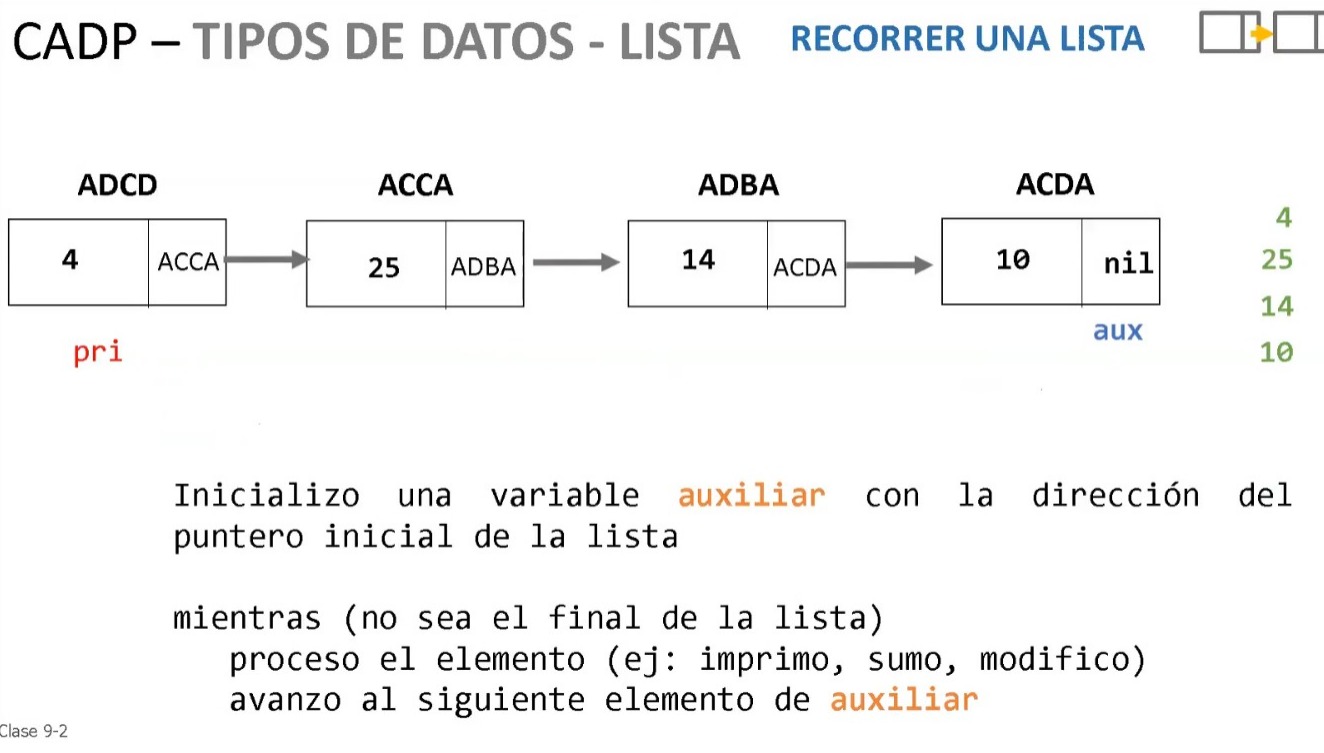 CADP – TIPOS DE DATOS - LISTA RECORRER UNA LISTA
ADCD ACCA ADBA ACDA
4 ACCA 25 ADBA 14 ACDA 10 nil
pri
aux
4
25
14
10
Inicializo una variable auxiliar con la dirección del
puntero inicial de la lista
mientras (no sea el final de la lista)
proceso el elemento (ej: imprimo, sumo, modifico)
avanzo al siguiente elemento de auxiliar
Clase 9-2